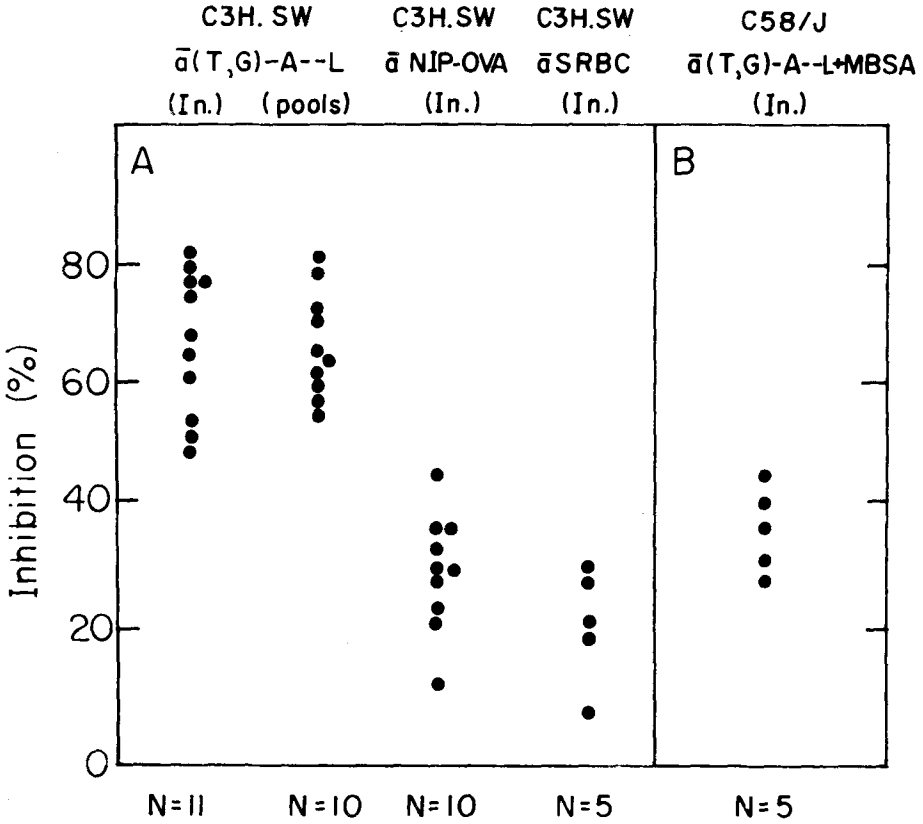 C3H. SW C3H.SW C3H.SW C58/J
ā(T,G)-A--L ā NIP-OVA āSRBC ā(T,G)-A--L+MBSA
(In.) (pools) (In.) (In.) (In.)
A B
80
60
40
20
0
Inhibition (%)
N=11 N=10 N=10 N=5 N=5